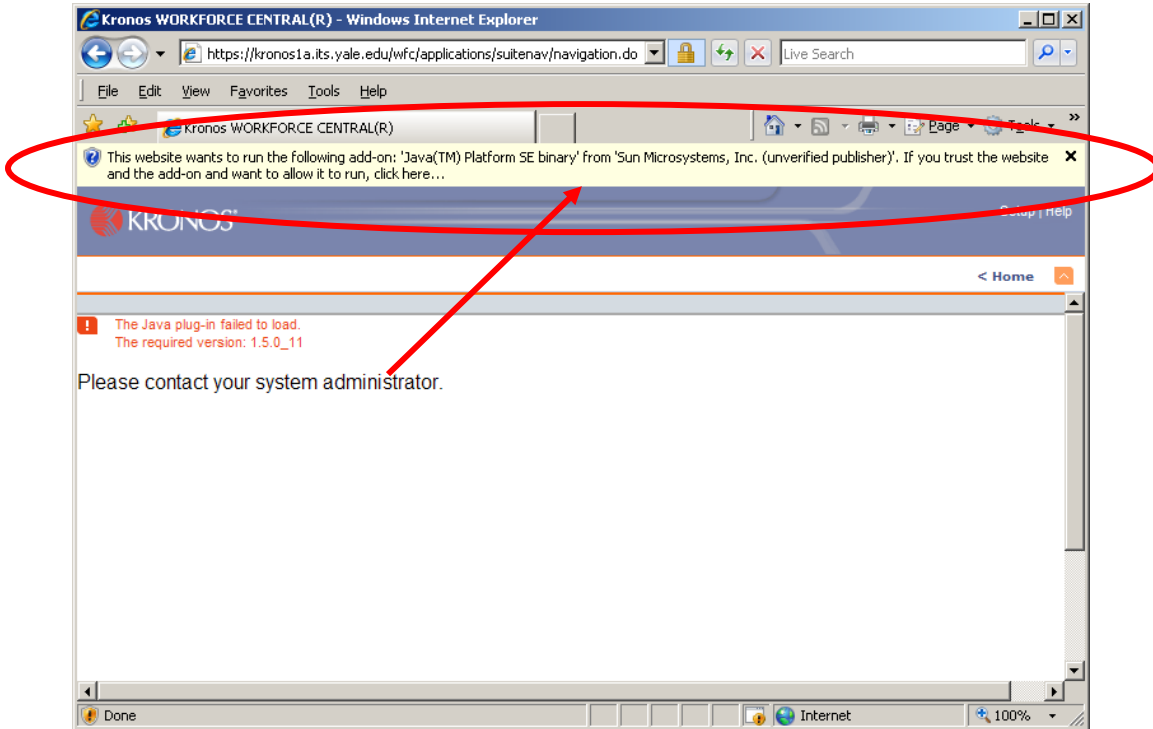 Kronos WORKFORCE CENTRAL(R) - Windows Internet Explorer
https://kronos1a.its.yale.edu/wfc/applications/suitenav/navigation.do
Live Search
File Edit View Favorites Tools Help
Kronos WORKFORCE CENTRAL(R)
Page Tools »
This website wants to run the following add-on: 'Java(TM) Platform SE binary' from 'Sun Microsystems, Inc. (unverified publisher)'. If you trust the website
and the add-on and want to allow it to run, click here...
KRONOS®
Setup | Help
< Home
! The Java plug-in failed to load.
The required version: 1.5.0_11
Please contact your system administrator.
Done Internet 100%